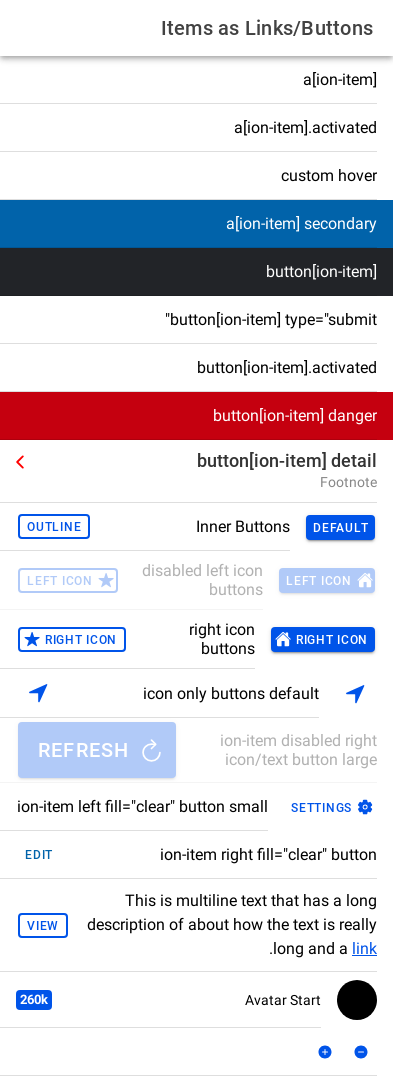 Items as Links/Buttons
a[ion-item]
a[ion-item].activated
custom hover
a[ion-item] secondary
button[ion-item]
"button[ion-item] type="submit
button[ion-item].activated
button[ion-item] danger
button[ion-item] detail
Footnote
OUTLINE Inner Buttons DEFAULT
LEFT ICON disabled left icon buttons LEFT ICON
RIGHT ICON right icon buttons RIGHT ICON
icon only buttons default
REFRESH ion-item disabled right
icon/text button large
ion-item left fill="clear" button small SETTINGS
EDIT ion-item right fill="clear" button
This is multiline text that has a long
VIEW description of about how the text is really
.long and a link
260k Avatar Start